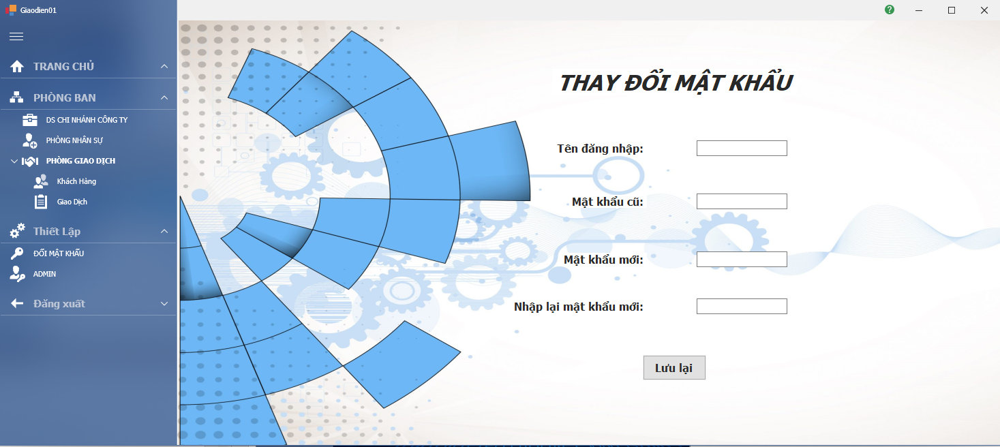 Giaodien01
TRANG CHỦ
PHÒNG BAN
DS CHI NHÁNH CÔNG TY
PHÒNG NHÂN SỰ
PHÒNG GIAO DỊCH
Khách Hàng
Giao Dịch
Thiết Lập
ĐỔI MẬT KHẨU
ADMIN
Đăng xuất
THAY ĐỔI MẬT KHẨU
Tên đăng nhập:
Mật khẩu cũ:
Mật khẩu mới:
Nhập lại mật khẩu mới:
Lưu lại